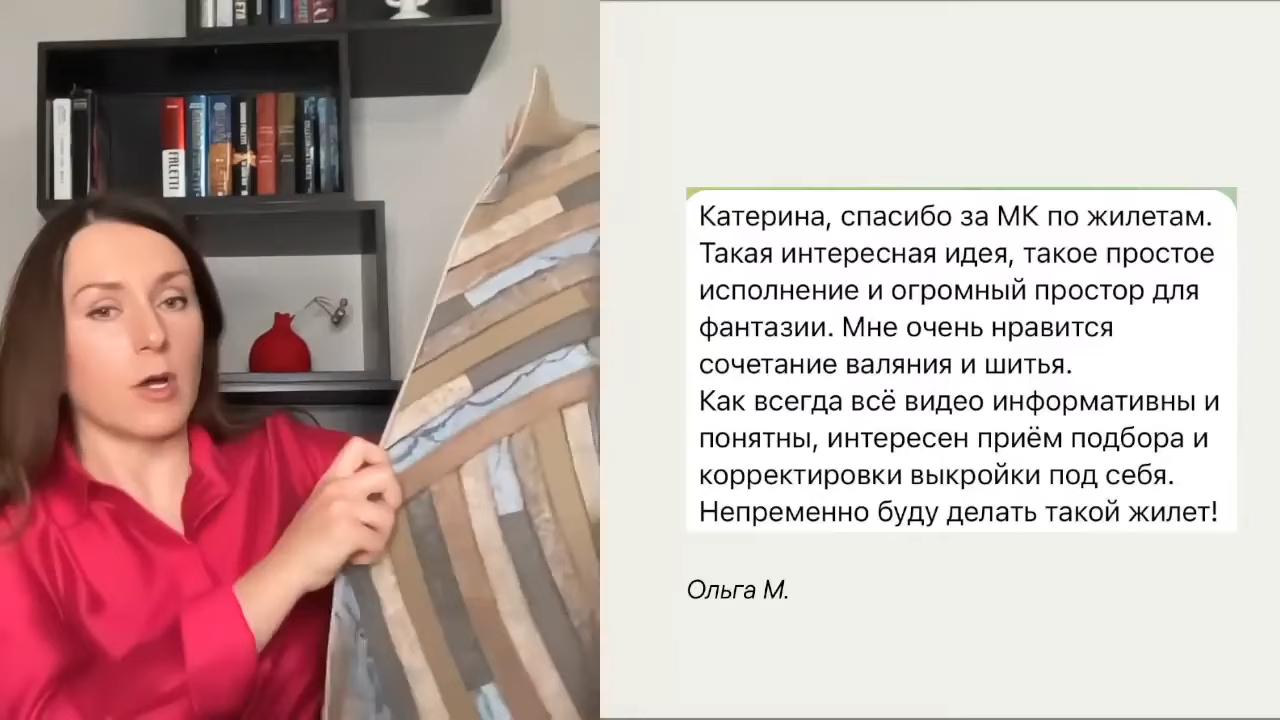 FALETTI
Катерина, спасибо за МК по жилетам.
Такая интересная идея, такое простое
исполнение и огромный простор для
фантазии. Мне очень нравится
сочетание валяния и шитья.
Как всегда всё видео информативны и
понятны, интересен приём подбора и
корректировки выкройки под себя.
Непременно буду делать такой жилет!
Ольга М.